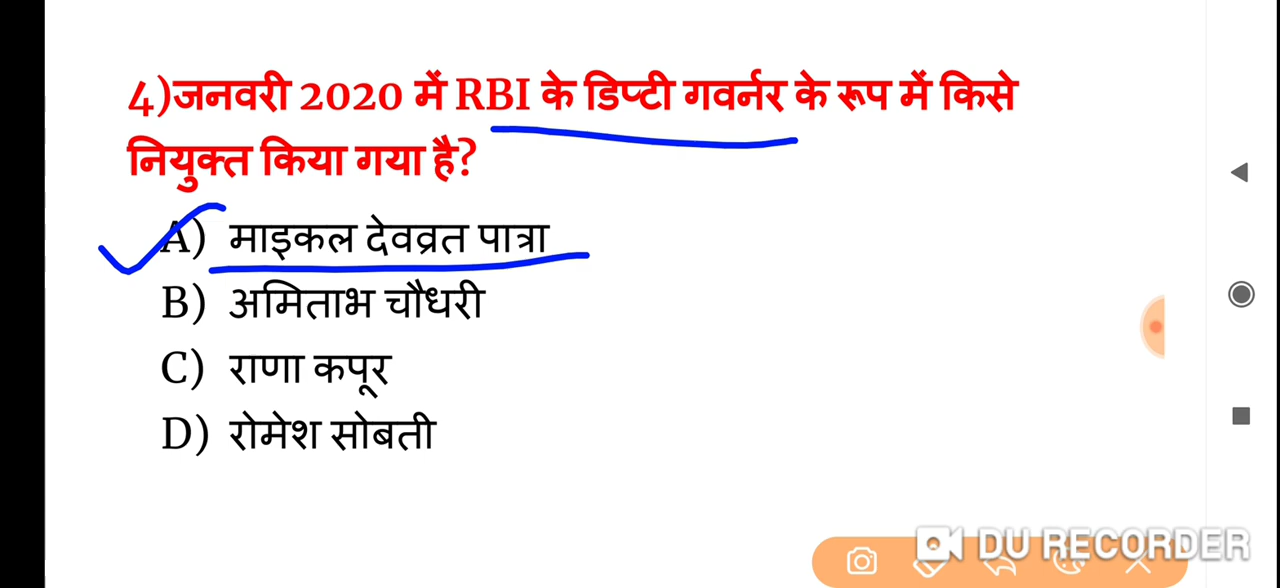 4)जनवरी 2020 में RBI के डिप्टी गवर्नर के रूप में किसे
नियुक्त किया गया है?
A) माइकल देवव्रत पात्रा
B) अमिताभ चौधरी
C) राणा कपूर
D) रोमेश सोबती
DU RECORDER